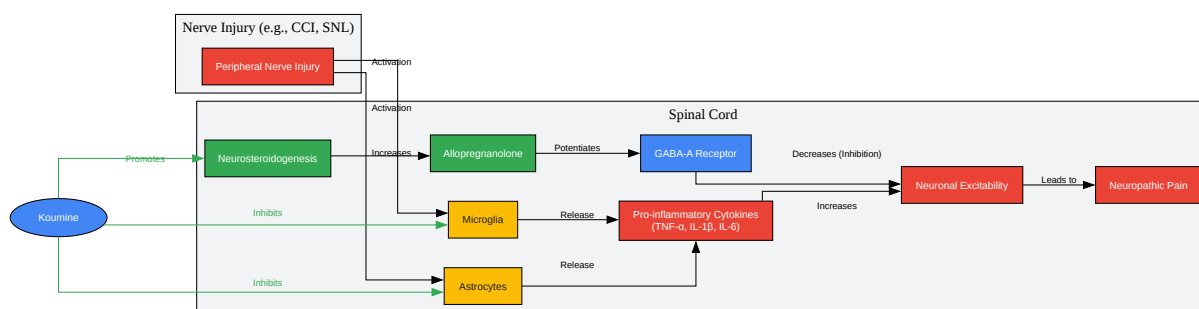 Nerve Injury (e.g., CCI, SNL)
Peripheral Nerve Injury
Activation
Activation
Spinal Cord
Promotes
Neurosteroidogenesis
Increases
Allopregnanolone
Potentiates
GABA-A Receptor
Decreases (Inhibition)
Neuronal Excitability
Leads to
Neuropathic Pain
Koumine
Inhibits
Microglia
Release
Pro-inflammatory Cytokines
(TNF-α, IL-1β, IL-6)
Increases
Inhibits
Astrocytes
Release